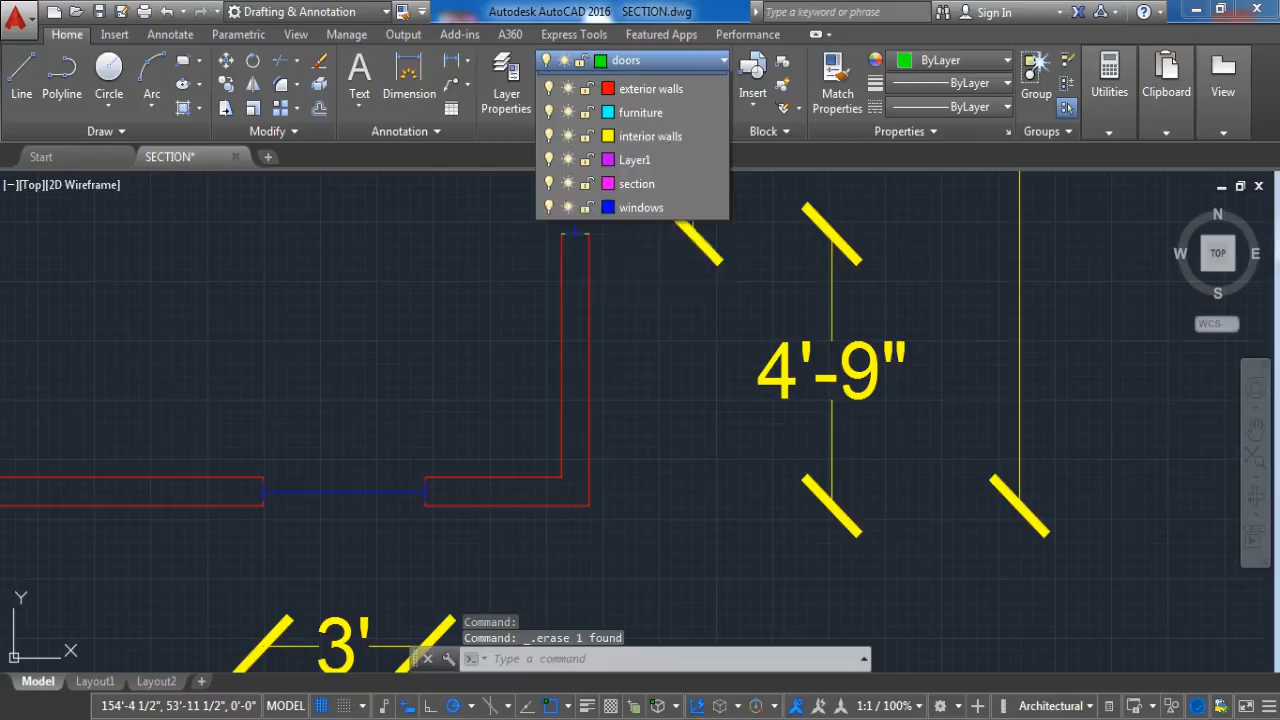 Drafting & Annotation
Autodesk AutoCAD 2016 SECTION.dwg
Type a keyword or phrase
Sign In
Home Insert Annotate Parametric View Manage Output Add-ins A360 Express Tools Featured Apps Performance
doors
ByLayer
ByLayer
ByLayer
Line Polyline Circle Arc Text Dimension Layer Properties Insert Match Properties Group Utilities Clipboard View
Draw Modify Annotation Block Properties Groups
exterior walls
furniture
interior walls
Layer1
section
windows
Start SECTION*
[−][Top][2D Wireframe]
N
W TOP E
S
WCS
4'-9"
3'
Y
X
Command:
Command: _.erase 1 found
Type a command
Model Layout1 Layout2 +
154'-4 1/2", 53'-11 1/2", 0'-0" MODEL 1:1 / 100% Architectural